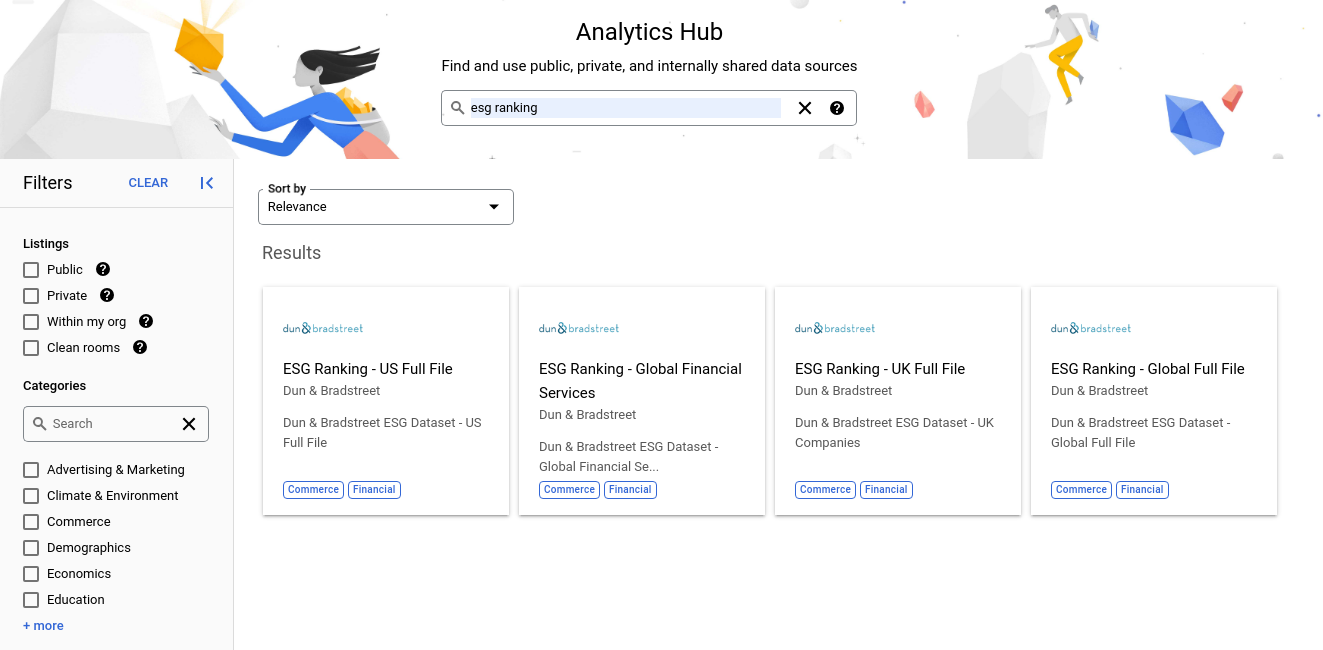 Analytics Hub
Find and use public, private, and internally shared data sources
esg ranking
Filters
CLEAR
Listings
Public
Private
Within my org
Clean rooms
Categories
Search
Advertising & Marketing
Climate & Environment
Commerce
Demographics
Economics
Education
+ more
Sort by
Relevance
Results
dun&bradstreet
ESG Ranking - US Full File
Dun & Bradstreet
Dun & Bradstreet ESG Dataset - US
Full File
Commerce
Financial
dun&bradstreet
ESG Ranking - Global Financial
Services
Dun & Bradstreet
Dun & Bradstreet ESG Dataset -
Global Financial Se...
Commerce
Financial
dun&bradstreet
ESG Ranking - UK Full File
Dun & Bradstreet
Dun & Bradstreet ESG Dataset - UK
Companies
Commerce
Financial
dun&bradstreet
ESG Ranking - Global Full File
Dun & Bradstreet
Dun & Bradstreet ESG Dataset -
Global Full File
Commerce
Financial